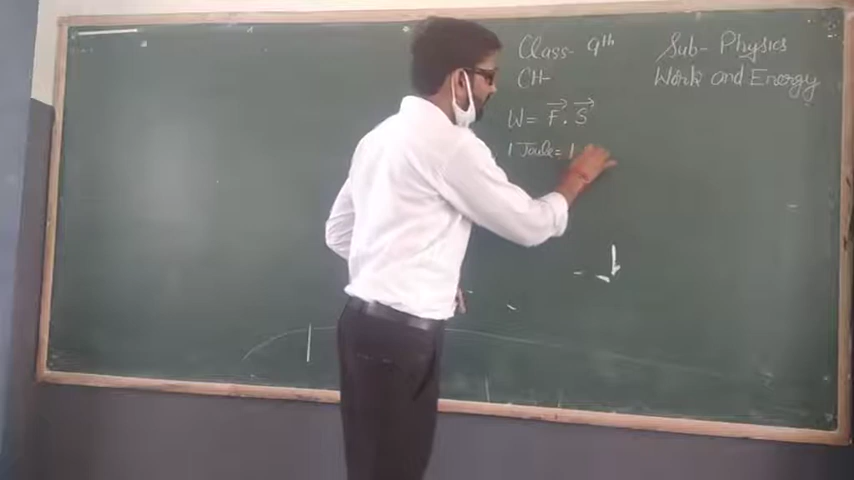 Class- 9th
Sub- Physics
CH-
Work and Energy
W= F. S
1 Joule= 1